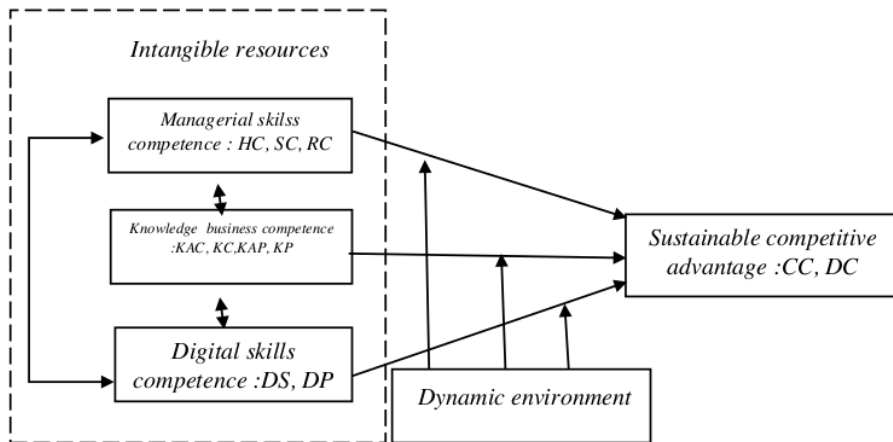 Intangible resources
Managerial skilss
competence : HC, SC, RC
Knowledge business competence
:KAC, KC,KAP, KP
Digital skills
competence :DS, DP
Sustainable competitive
advantage :CC, DC
Dynamic environment